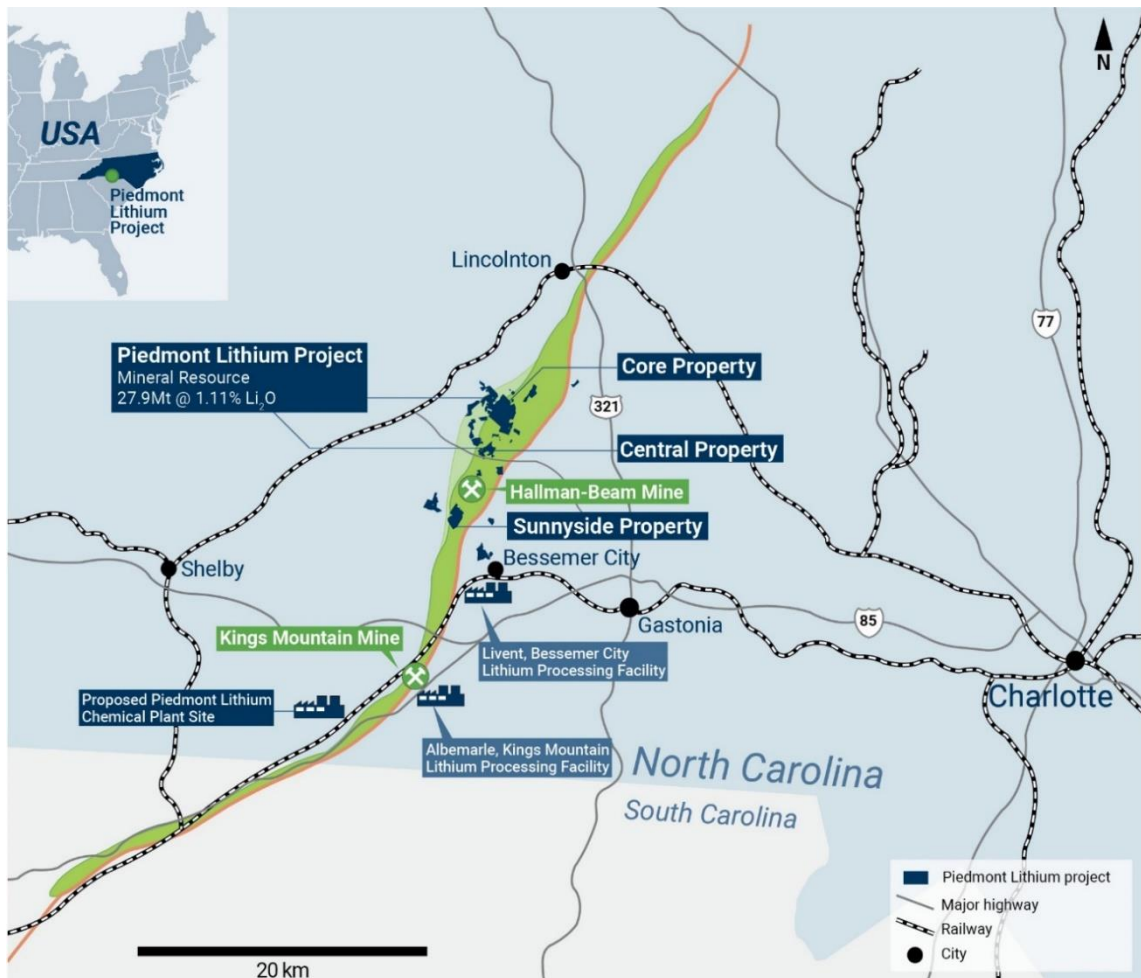 USA
Piedmont
Lithium
Project
N
Lincolnton
Piedmont Lithium Project
Mineral Resource
27.9Mt @ 1.11% Li₂O
Core Property
321
77
Central Property
Hallman-Beam Mine
Sunnyside Property
Bessemer City
Shelby
Gastonia
85
Kings Mountain Mine
Livent, Bessemer City
Lithium Processing Facility
Proposed Piedmont Lithium
Chemical Plant Site
Charlotte
Albemarle, Kings Mountain
Lithium Processing Facility
North Carolina
South Carolina
Piedmont Lithium project
Major highway
Railway
City
20 km